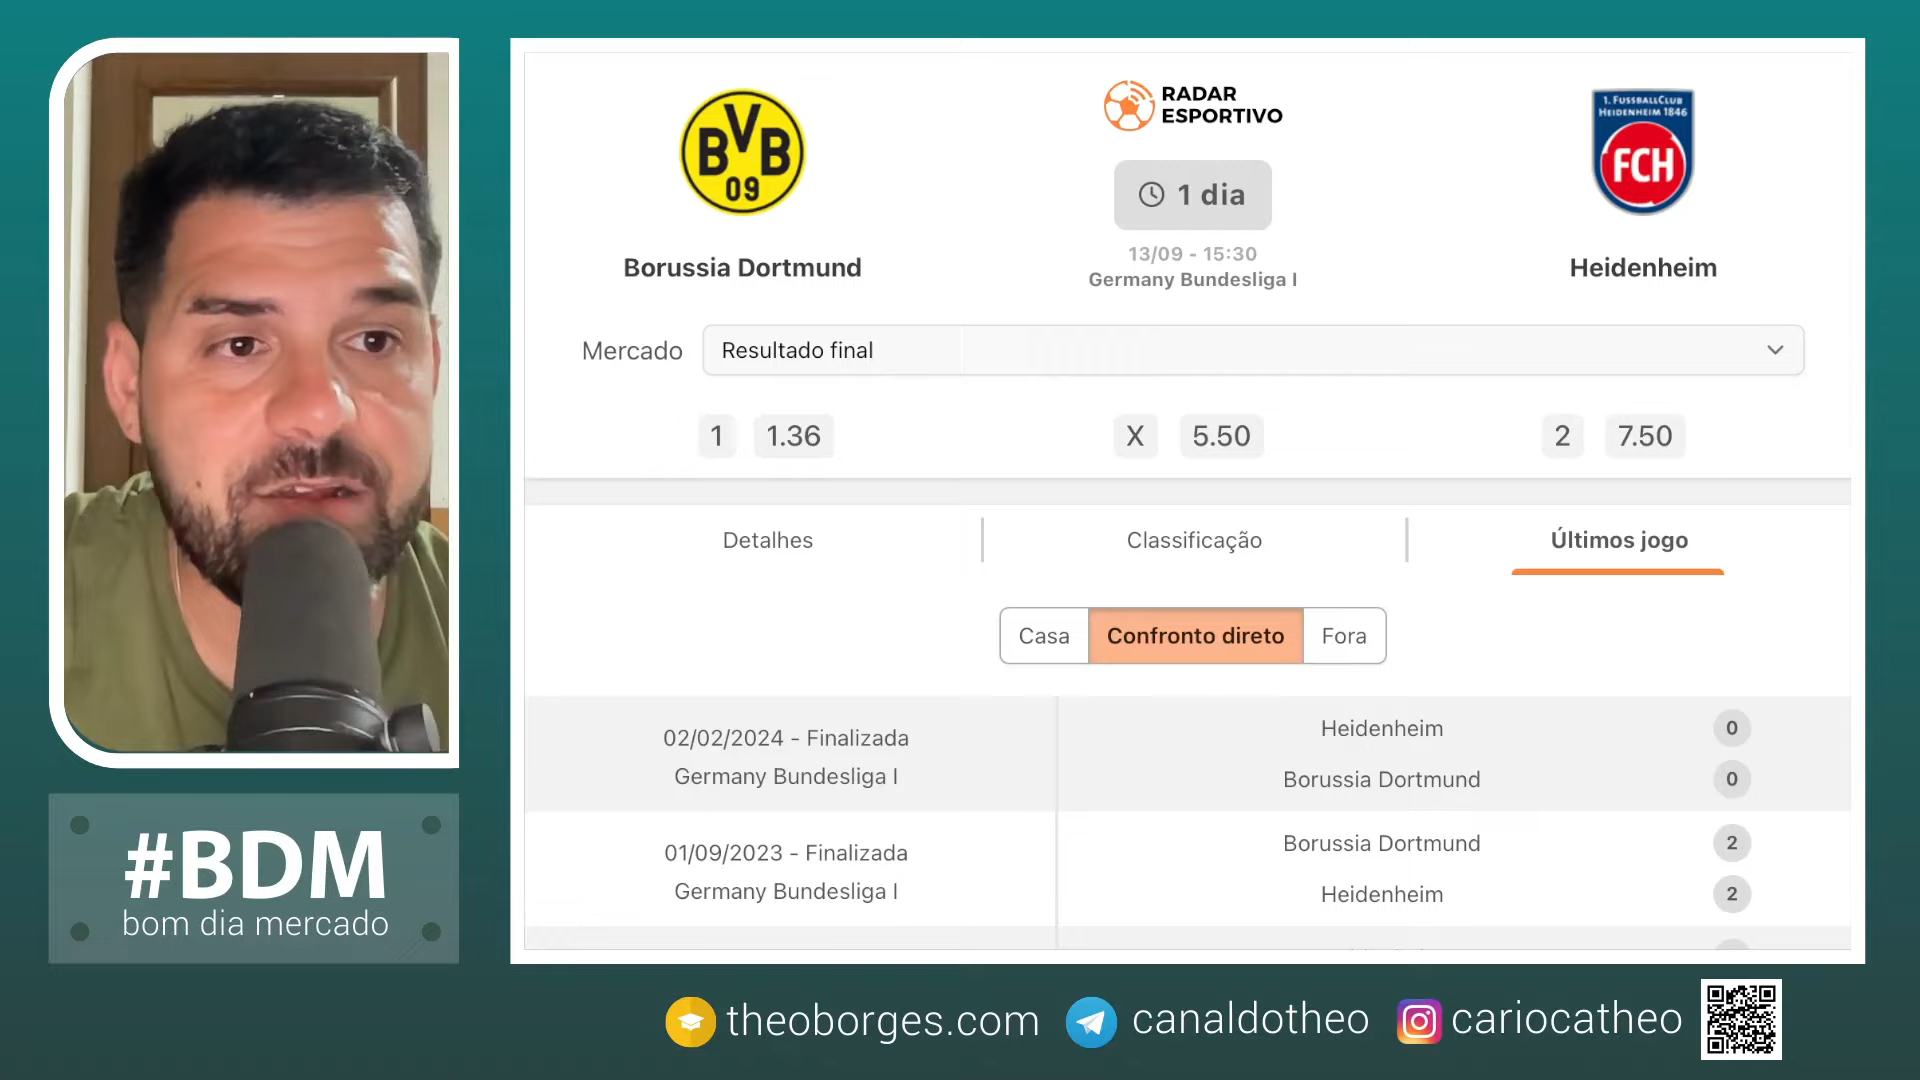 BVB
09
Borussia Dortmund
RADAR
ESPORTIVO
1 dia
13/09 - 15:30
Germany Bundesliga I
1. FUSSBALLCLUB
HEIDENHEIM 1846
FCH
Heidenheim
Mercado
Resultado final
1 1.36
X 5.50
2 7.50
Detalhes
Classificação
Últimos jogo
Casa
Confronto direto
Fora
02/02/2024 - Finalizada
Germany Bundesliga I
Heidenheim 0
Borussia Dortmund 0
01/09/2023 - Finalizada
Germany Bundesliga I
Borussia Dortmund 2
Heidenheim 2
#BDM
bom dia mercado
theoborges.com
canaldotheo
cariocatheo